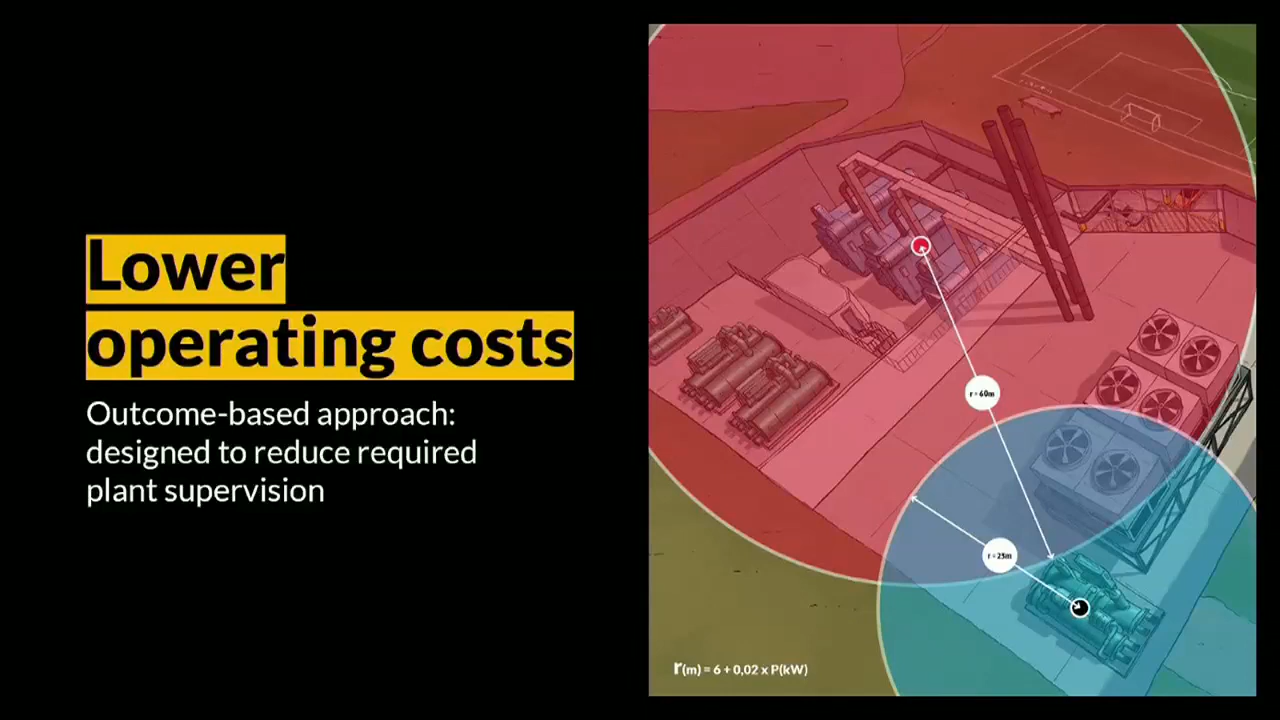 Lower
operating costs
Outcome-based approach:
designed to reduce required
plant supervision
r = 60m
r = 25m
r(m) = 6 + 0,02 x P(kW)